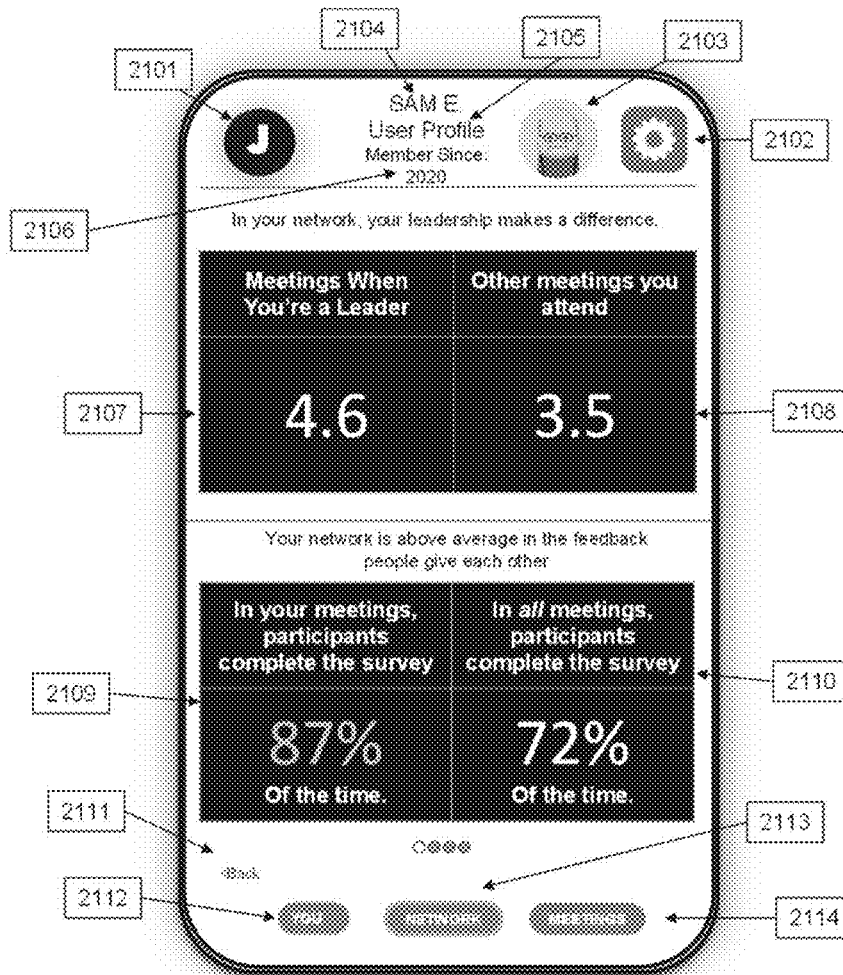 2104
2105
2103
2101
SAM E.
User Profile
Member Since:
2020
2102
2106
In your network, your leadership makes a difference.
Meetings When
You're a Leader
Other meetings you
attend
2107
4.6
3.5
2108
Your network is above average in the feedback
people give each other
In your meetings,
participants
complete the survey
In all meetings,
participants
complete the survey
2109
2110
87%
Of the time.
72%
Of the time.
2111
2113
<Back
2112
YOU
NETWORK
MEETINGS
2114